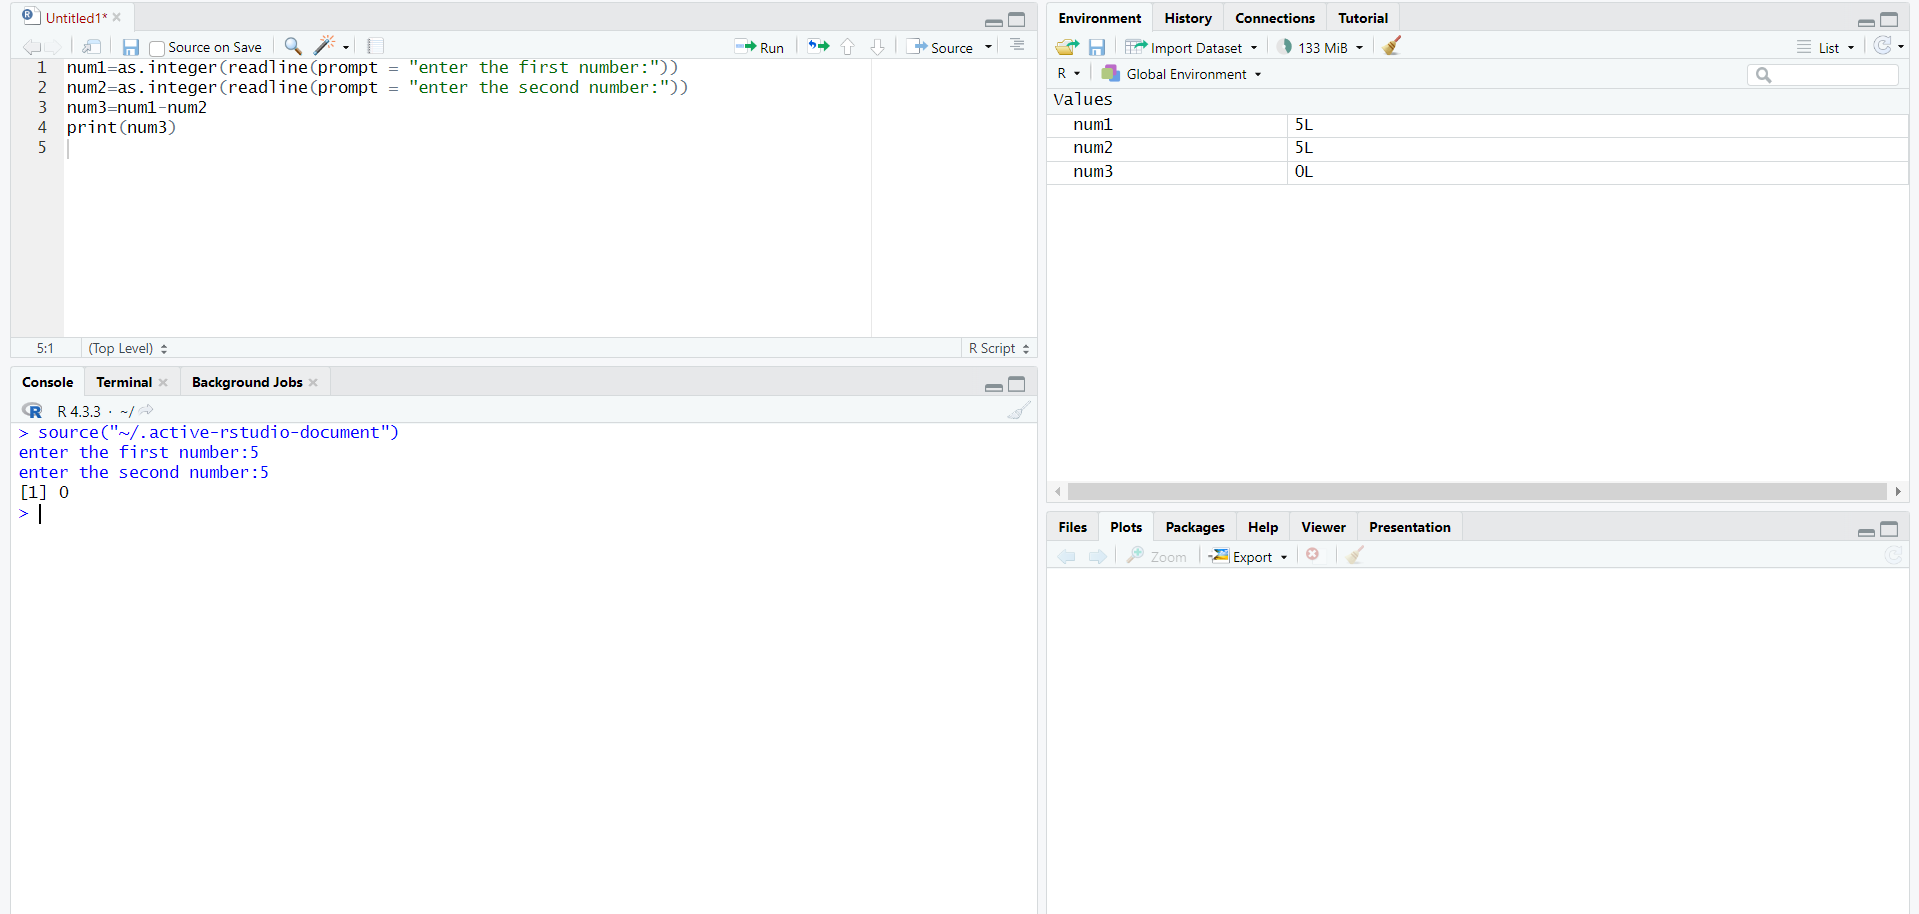 Untitled1*
Source on Save
Run
Source
1 num1=as.integer(readline(prompt = "enter the first number:"))
2 num2=as.integer(readline(prompt = "enter the second number:"))
3 num3=num1-num2
4 print(num3)
5
5:1 (Top Level) R Script
Console Terminal Background Jobs
R R 4.3.3 · ~/
> source("~/.active-rstudio-document")
enter the first number:5
enter the second number:5
[1] 0
>
Environment History Connections Tutorial
Import Dataset 133 MiB List
R Global Environment
Values
num1 5L
num2 5L
num3 0L
Files Plots Packages Help Viewer Presentation
Zoom Export